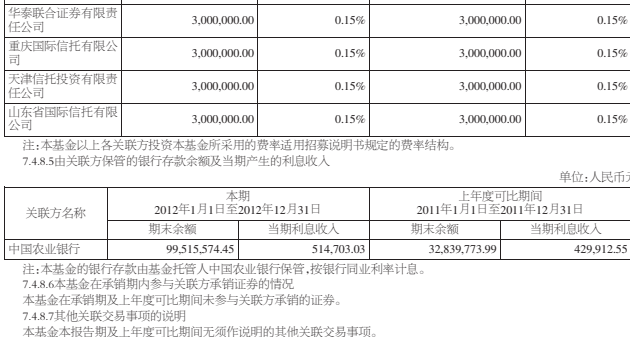 华泰联合证券有限责 3,000,000.00 0.15% 3,000,000.00 0.15%
任公司
重庆国际信托有限公 3,000,000.00 0.15% 3,000,000.00 0.15%
司
天津信托投资有限责 3,000,000.00 0.15% 3,000,000.00 0.15%
任公司
山东省国际信托有限 3,000,000.00 0.15% 3,000,000.00 0.15%
公司
注:本基金以上各关联方投资本基金所采用的费率适用招募说明书规定的费率结构。
7.4.8.5由关联方保管的银行存款余额及当期产生的利息收入
单位:人民币元
关联方名称 本期 上年度可比期间
2012年1月1日至2012年12月31日 2011年1月1日至2011年12月31日
期末余额 当期利息收入 期末余额 当期利息收入
中国农业银行 99,515,574.45 514,703.03 32,839,773.99 429,912.55
注:本基金的银行存款由基金托管人中国农业银行保管,按银行同业利率计息。
7.4.8.6本基金在承销期内参与关联方承销证券的情况
本基金在承销期及上年度可比期间未参与关联方承销的证券。
7.4.8.7其他关联交易事项的说明
本基金本报告期及上年度可比期间无须作说明的其他关联交易事项。